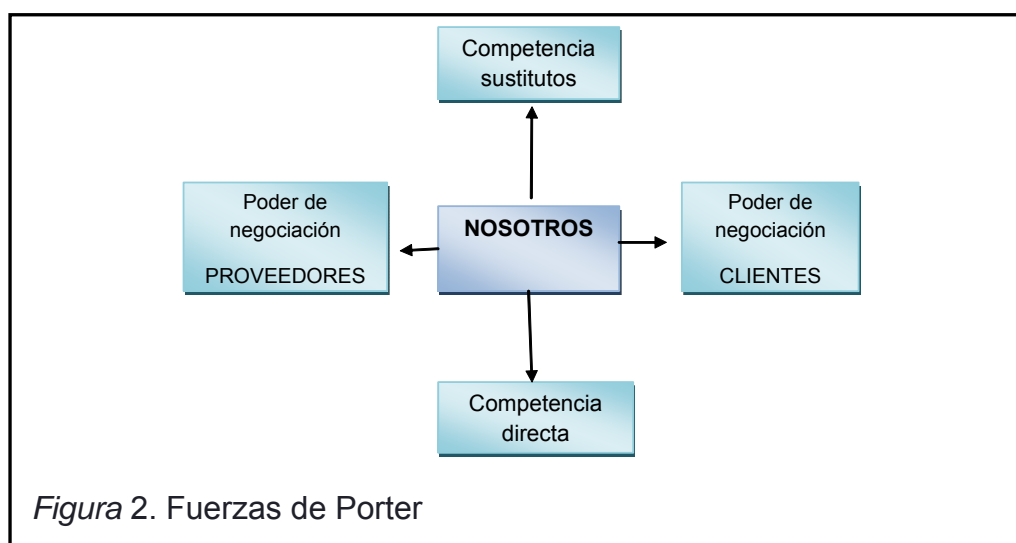 Competencia
sustitutos
Poder de
negociación
PROVEEDORES
NOSOTROS
Poder de
negociación
CLIENTES
Competencia
directa
Figura 2. Fuerzas de Porter